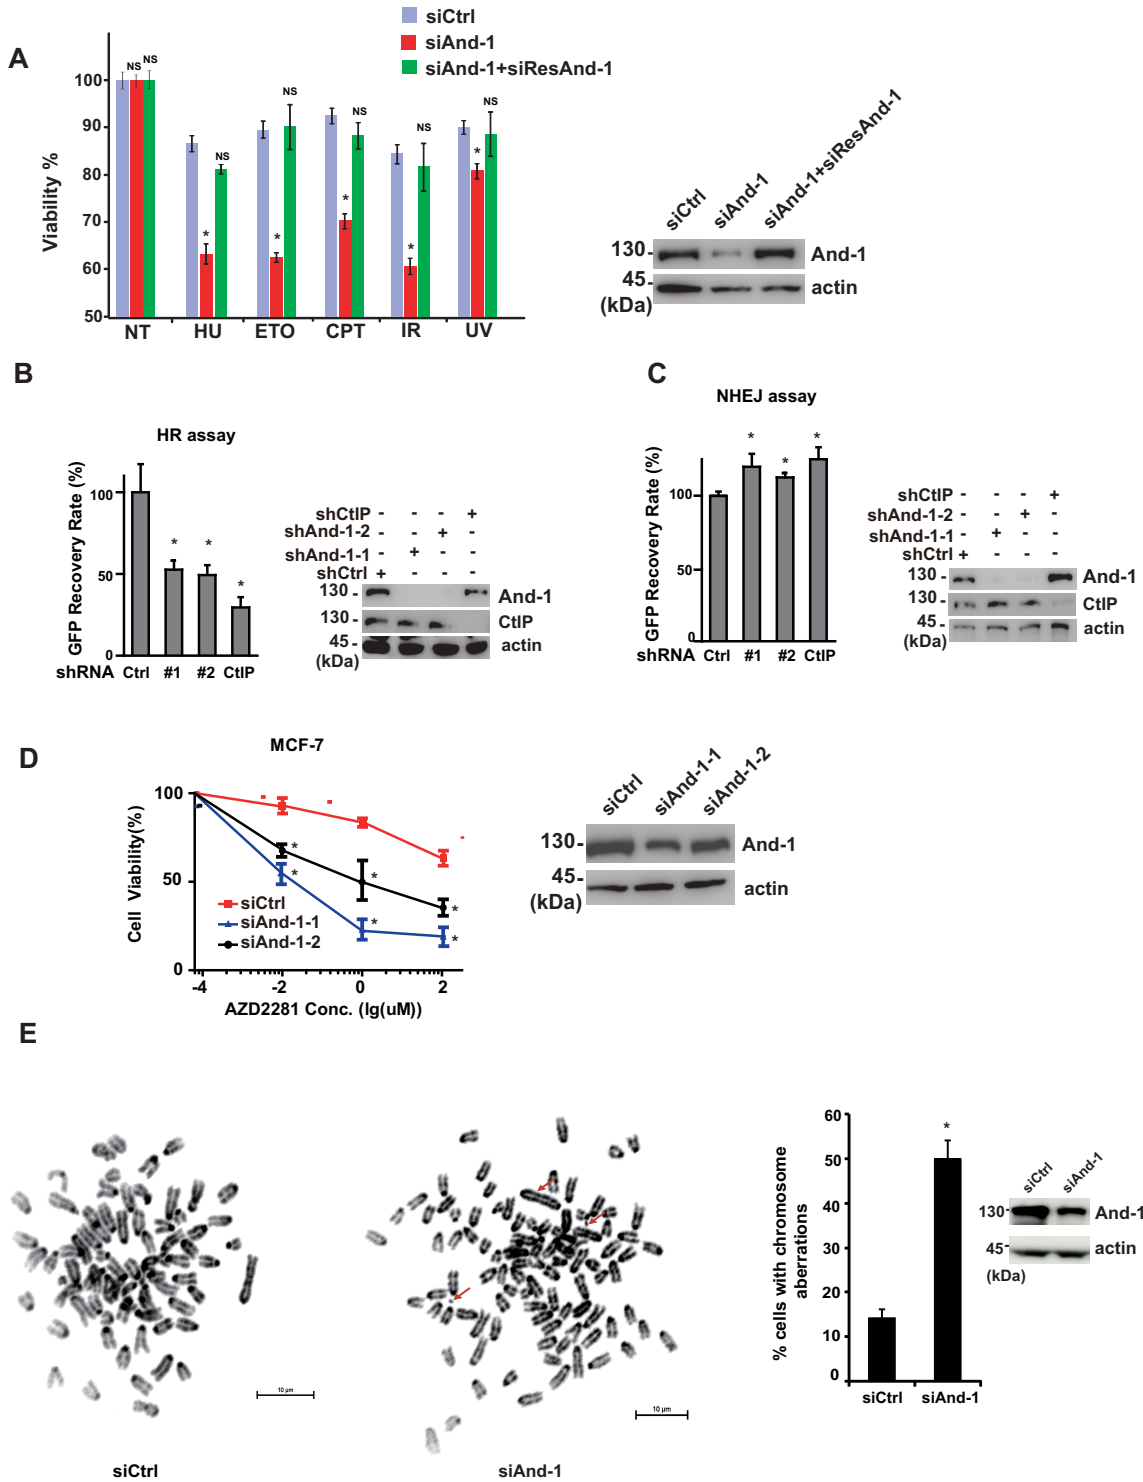 A
siCtrl
siAnd-1
siAnd-1+siResAnd-1
Viability %
100
90
80
70
60
50
NS NS
NS
NS
NS
NS
NS
*
*
*
*
*
NT HU ETO CPT IR UV
siCtrl siAnd-1 siAnd-1+siResAnd-1
130 - And-1
45 - actin
(kDa)
B
HR assay
GFP Recovery Rate (%)
100
50
0
* * *
shRNA Ctrl #1 #2 CtIP
shCtIP - - - +
shAnd-1-2 - - + -
shAnd-1-1 - + - -
shCtrl + - - -
130 - And-1
130 - CtIP
45 - actin
(kDa)
C
NHEJ assay
GFP Recovery Rate (%)
100
50
0
* * *
shRNA Ctrl #1 #2 CtIP
shCtIP - - - +
shAnd-1-2 - - + -
shAnd-1-1 - + - -
shCtrl + - - -
130 - And-1
130 - CtIP
45 - actin
(kDa)
D
MCF-7
Cell Viability(%)
100
50
0
* * *
* * *
siCtrl
siAnd-1-1
siAnd-1-2
-4 -2 0 2
AZD2281 Conc. (lg(uM))
siCtrl siAnd-1-1 siAnd-1-2
130 - And-1
45 - actin
(kDa)
E
10 µm
siCtrl
10 µm
siAnd-1
% cells with chromosome
aberrations
60
50
40
30
20
10
0
*
siCtrl siAnd-1
siCtrl siAnd-1
130 - And-1
45 - actin
(kDa)